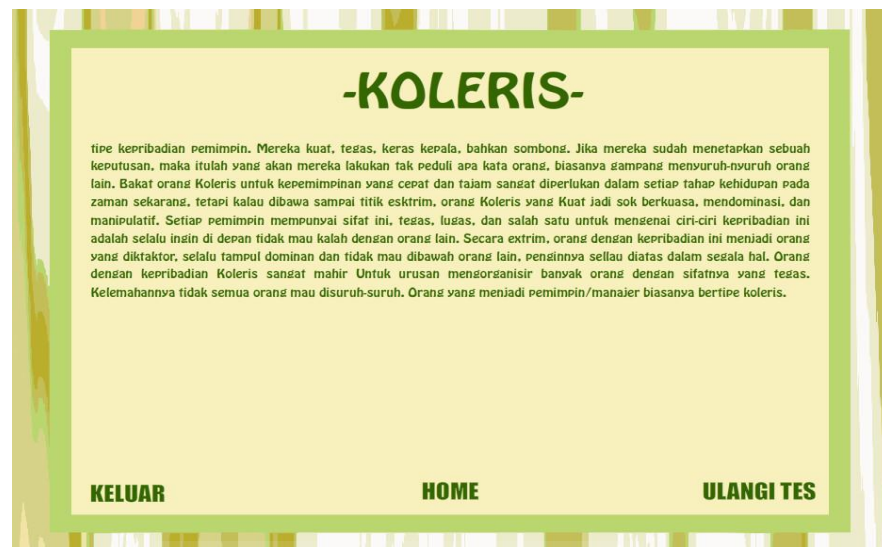 -KOLERIS-
tipe kepribadian pemimpin. Mereka kuat, tegas, keras kepala, bahkan sombong. Jika mereka sudah menetapkan sebuah
keputusan, maka itulah yang akan mereka lakukan tak peduli apa kata orang, biasanya gampang menyuruh-nyuruh orang
lain. Bakat orang Koleris untuk kepemimpinan yang cepat dan tajam sangat diperlukan dalam setiap tahap kehidupan pada
zaman sekarang, tetapi kalau dibawa sampai titik esktrim, orang Koleris yang Kuat jadi sok berkuasa, mendominasi, dan
manipulatif. Setiap pemimpin mempunyai sifat ini, tegas, lugas, dan salah satu untuk mengenai ciri-ciri kepribadian ini
adalah selalu ingin di depan tidak mau kalah dengan orang lain. Secara extrim, orang dengan kepribadian ini menjadi orang
yang diktaktor, selalu tampul dominan dan tidak mau dibawah orang lain, penginnya sellau diatas dalam segala hal. Orang
dengan kepribadian Koleris sangat mahir Untuk urusan mengorganisir banyak orang dengan sifatnya yang tegas.
Kelemahannya tidak semua orang mau disuruh-suruh. Orang yang menjadi pemimpin/manajer biasanya bertipe koleris.
KELUAR
HOME
ULANGI TES